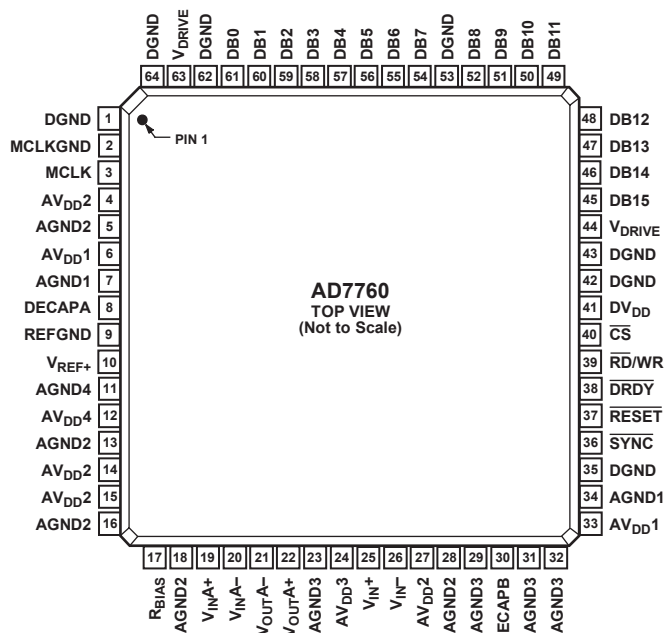 DGND
V_DRIVE
DGND
DB0
DB1
DB2
DB3
DB4
DB5
DB6
DB7
DGND
DB8
DB9
DB10
DB11
64 63 62 61 60 59 58 57 56 55 54 53 52 51 50 49
DGND 1
MCLKGND 2
MCLK 3
AVDD2 4
AGND2 5
AVDD1 6
AGND1 7
DECAPA 8
REFGND 9
VREF+ 10
AGND4 11
AVDD4 12
AGND2 13
AVDD2 14
AVDD2 15
AGND2 16
PIN 1
AD7760
TOP VIEW
(Not to Scale)
48 DB12
47 DB13
46 DB14
45 DB15
44 VDRIVE
43 DGND
42 DGND
41 DVDD
40 CS
39 RD/WR
38 DRDY
37 RESET
36 SYNC
35 DGND
34 AGND1
33 AVDD1
17 18 19 20 21 22 23 24 25 26 27 28 29 30 31 32
RBIAS
AGND2
VINA+
VINA−
VOUTA−
VOUTA+
AGND3
AVDD3
VIN+
VIN−
AVDD2
AGND2
AGND3
ECAPB
AGND3
AGND3